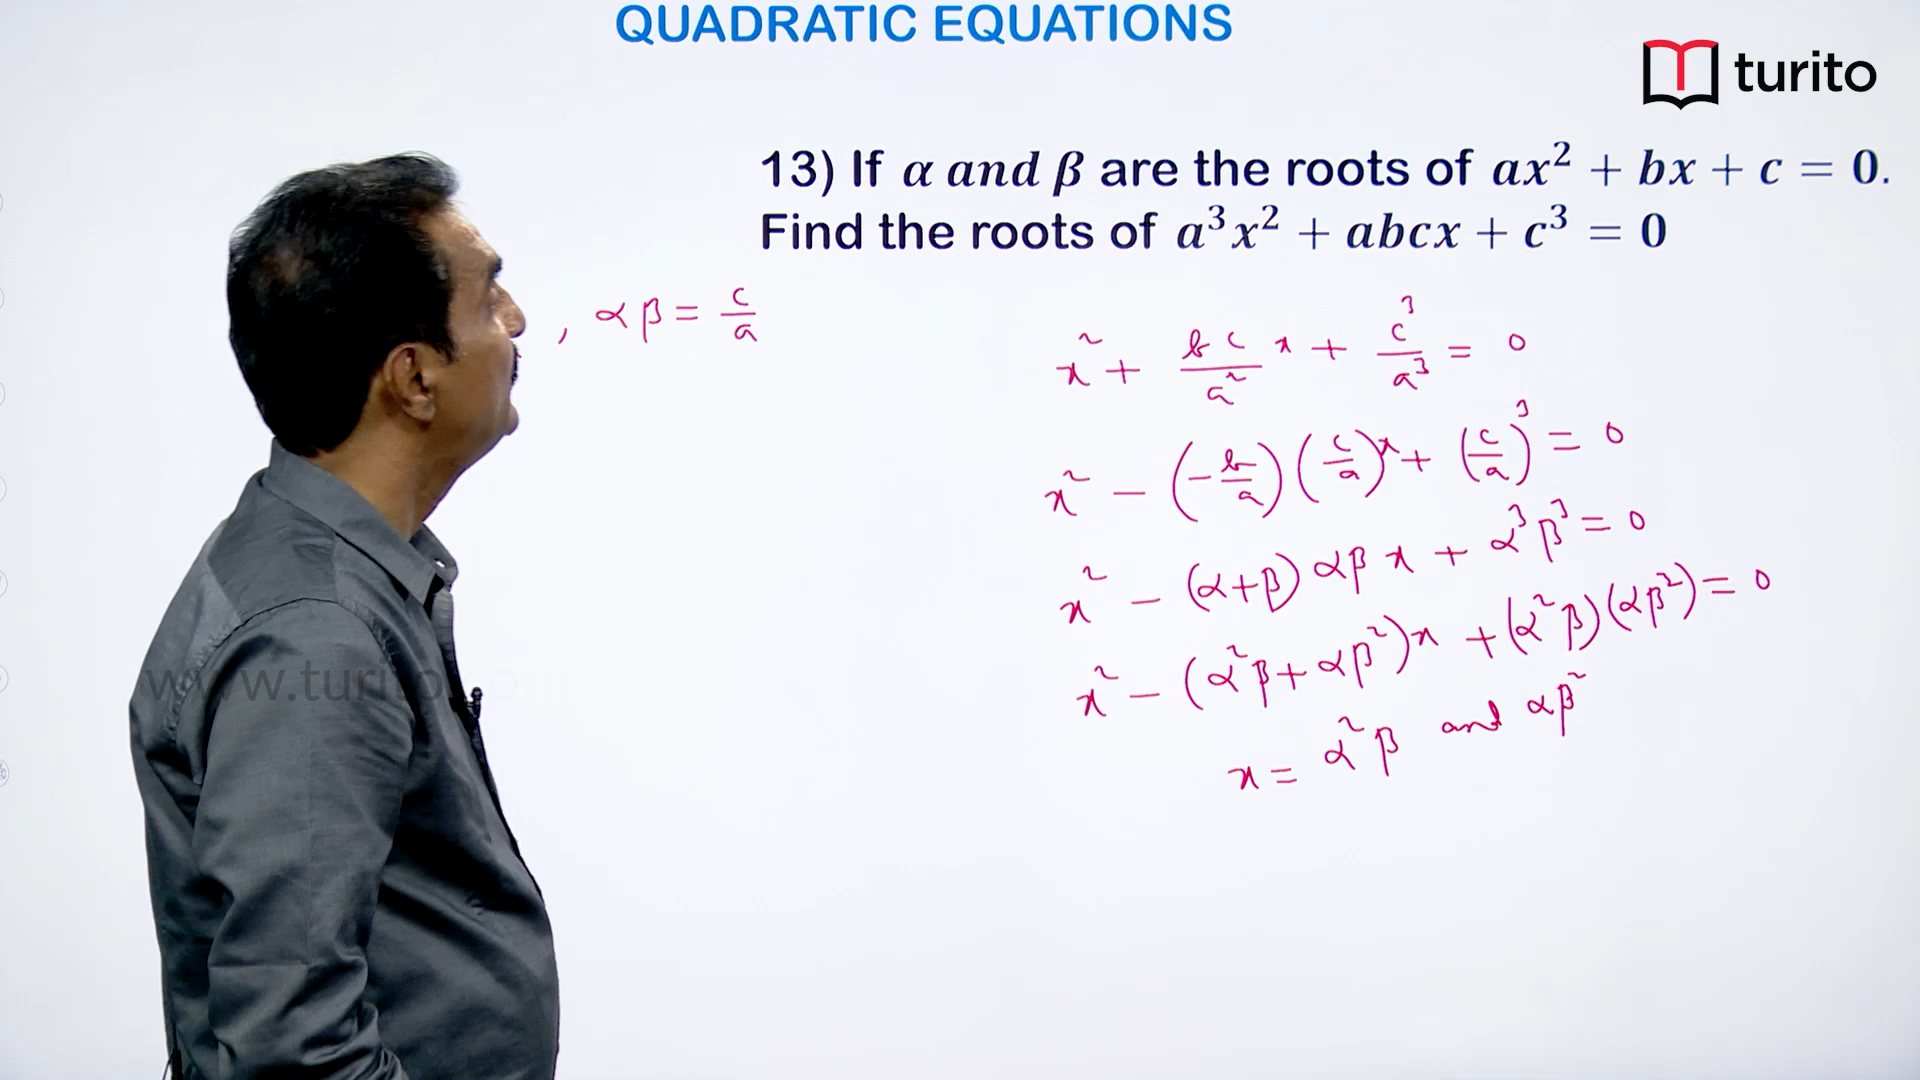 QUADRATIC EQUATIONS
turito
13) If α and β are the roots of ax² + bx + c = 0.
Find the roots of a³x² + abcx + c³ = 0
, αβ = c/a
x² + bc/a² x + c³/a³ = 0
x² − (−b/a)(c/a)x + (c/a)³ = 0
x² − (α+β) αβ x + α³β³ = 0
x² − (α²β + αβ²)x + (α²β)(αβ²) = 0
x = α²β and αβ²
www.turito.